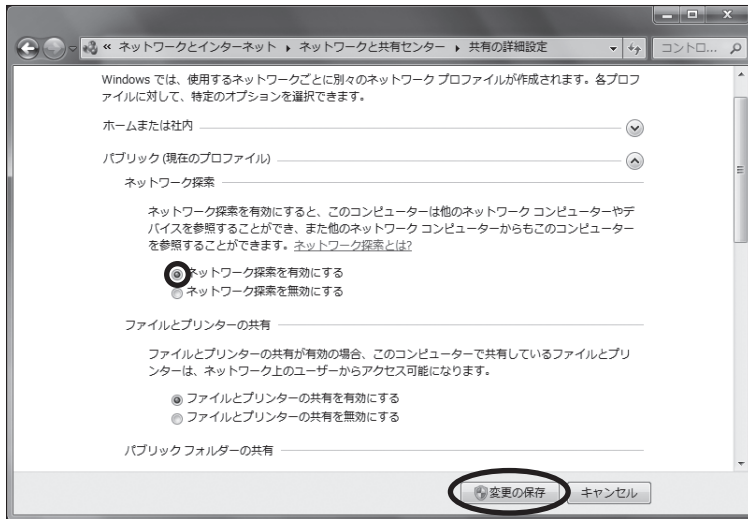 « ネットワークとインターネット ▸ ネットワークと共有センター ▸ 共有の詳細設定
コントロ...
Windows では、使用するネットワークごとに別々のネットワーク プロファイルが作成されます。各プロフ
ァイルに対して、特定のオプションを選択できます。
ホームまたは社内
パブリック (現在のプロファイル)
ネットワーク探索
ネットワーク探索を有効にすると、このコンピューターは他のネットワーク コンピューターやデ
バイスを参照することができ、また他のネットワーク コンピューターからもこのコンピューター
を参照することができます。ネットワーク探索とは?
ネットワーク探索を有効にする
ネットワーク探索を無効にする
ファイルとプリンターの共有
ファイルとプリンターの共有が有効の場合、このコンピューターで共有しているファイルとプリ
ンターは、ネットワーク上のユーザーからアクセス可能になります。
ファイルとプリンターの共有を有効にする
ファイルとプリンターの共有を無効にする
パブリック フォルダーの共有
変更の保存
キャンセル